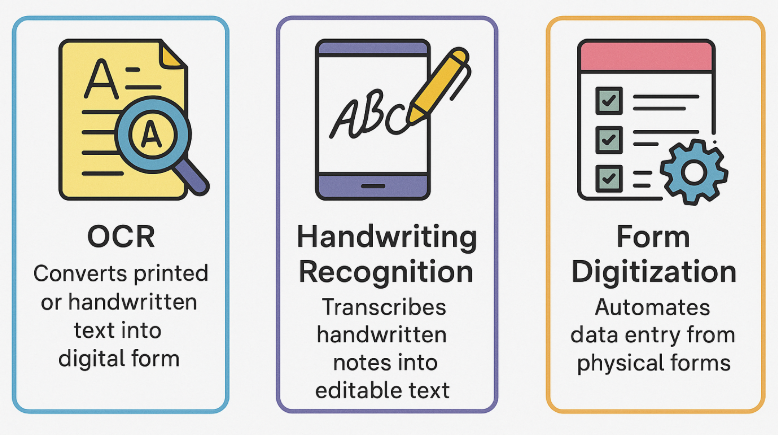 A
A
OCR
Converts printed
or handwritten
text into
digital form
ABC
Handwriting
Recognition
Transcribes
handwritten
notes into
editable text
Form
Digitization
Automates
data entry from
physical forms